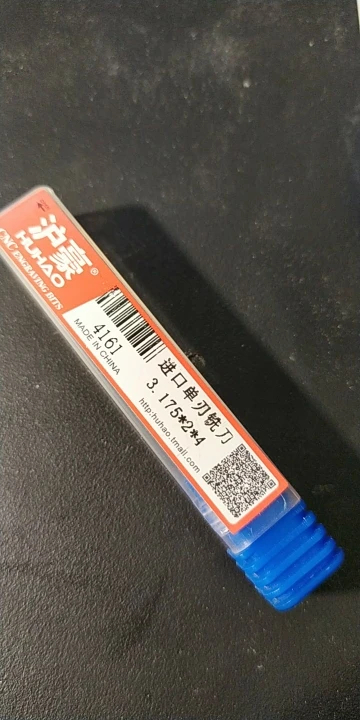 沪豪®
HUHAO
CNC ENGRAVING BITS
4161
MADE IN CHINA
进口单刃铣刀
3.175*2*4
http:huhao.tmall.com